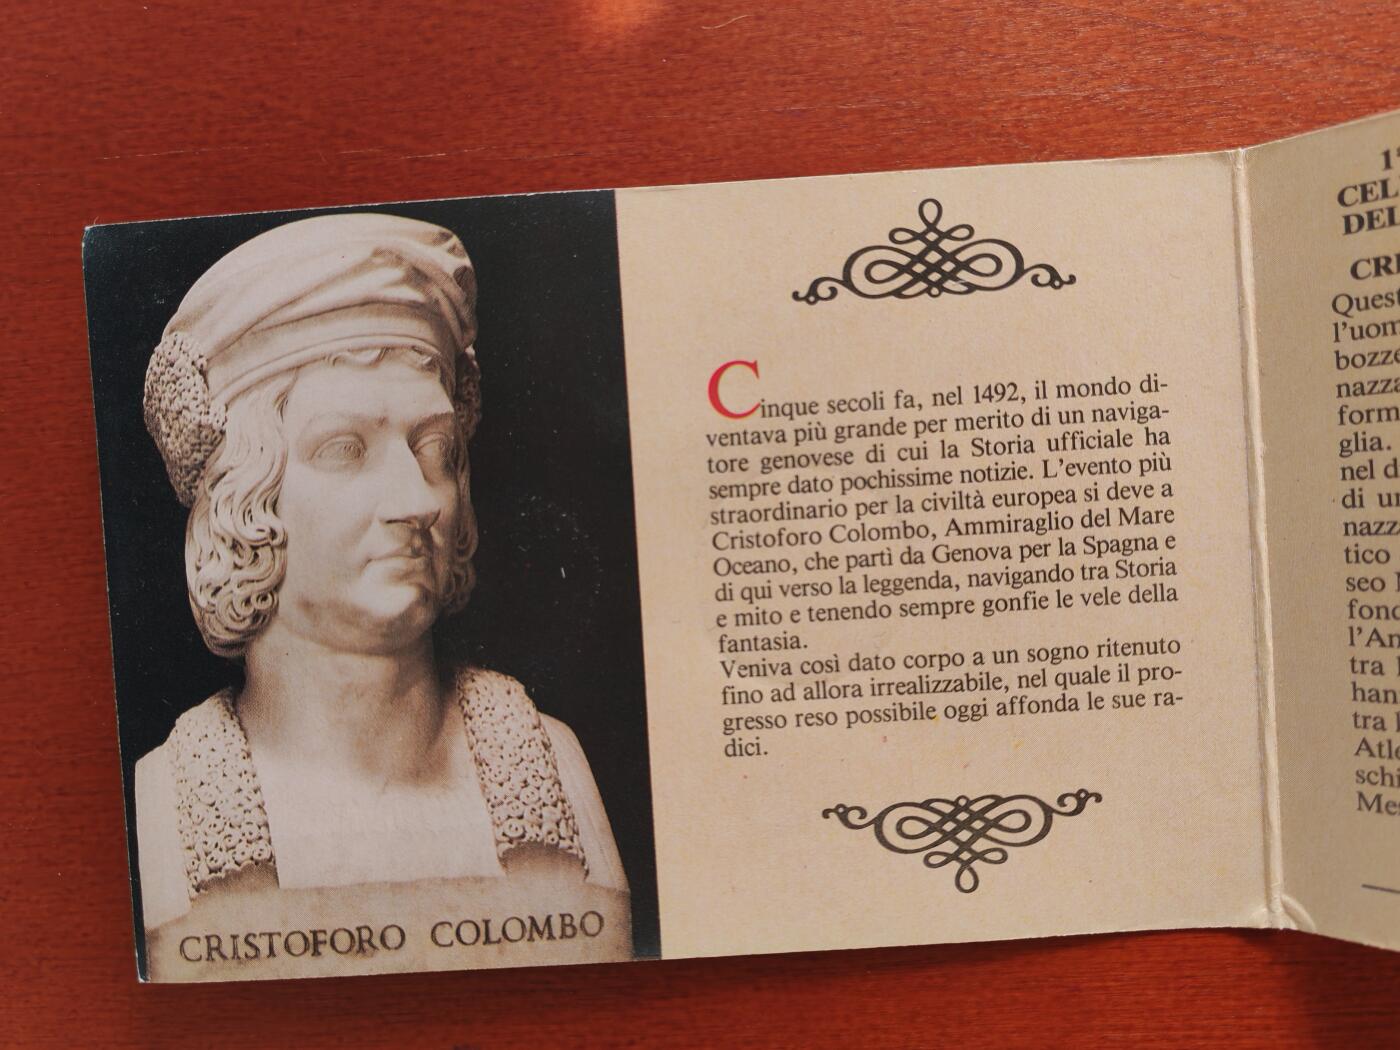 CRISTOFORO COLOMBO
Cinque secoli fa, nel 1492, il mondo di-
ventava più grande per merito di un naviga-
tore genovese di cui la Storia ufficiale ha
sempre dato pochissime notizie. L'evento più
straordinario per la civiltà europea si deve a
Cristoforo Colombo, Ammiraglio del Mare
Oceano, che partì da Genova per la Spagna e
di qui verso la leggenda, navigando tra Storia
e mito e tenendo sempre gonfie le vele della
fantasia.
Veniva così dato corpo a un sogno ritenuto
fino ad allora irrealizzabile, nel quale il pro-
gresso reso possibile oggi affonda le sue ra-
dici.
CEL
DEL
CRI
Quest
l'uom
bozze
nazza
form
glia.
nel d
di un
nazz
tico
seo
fond
l'Am
tra
han
tra
Atl
schi
Me